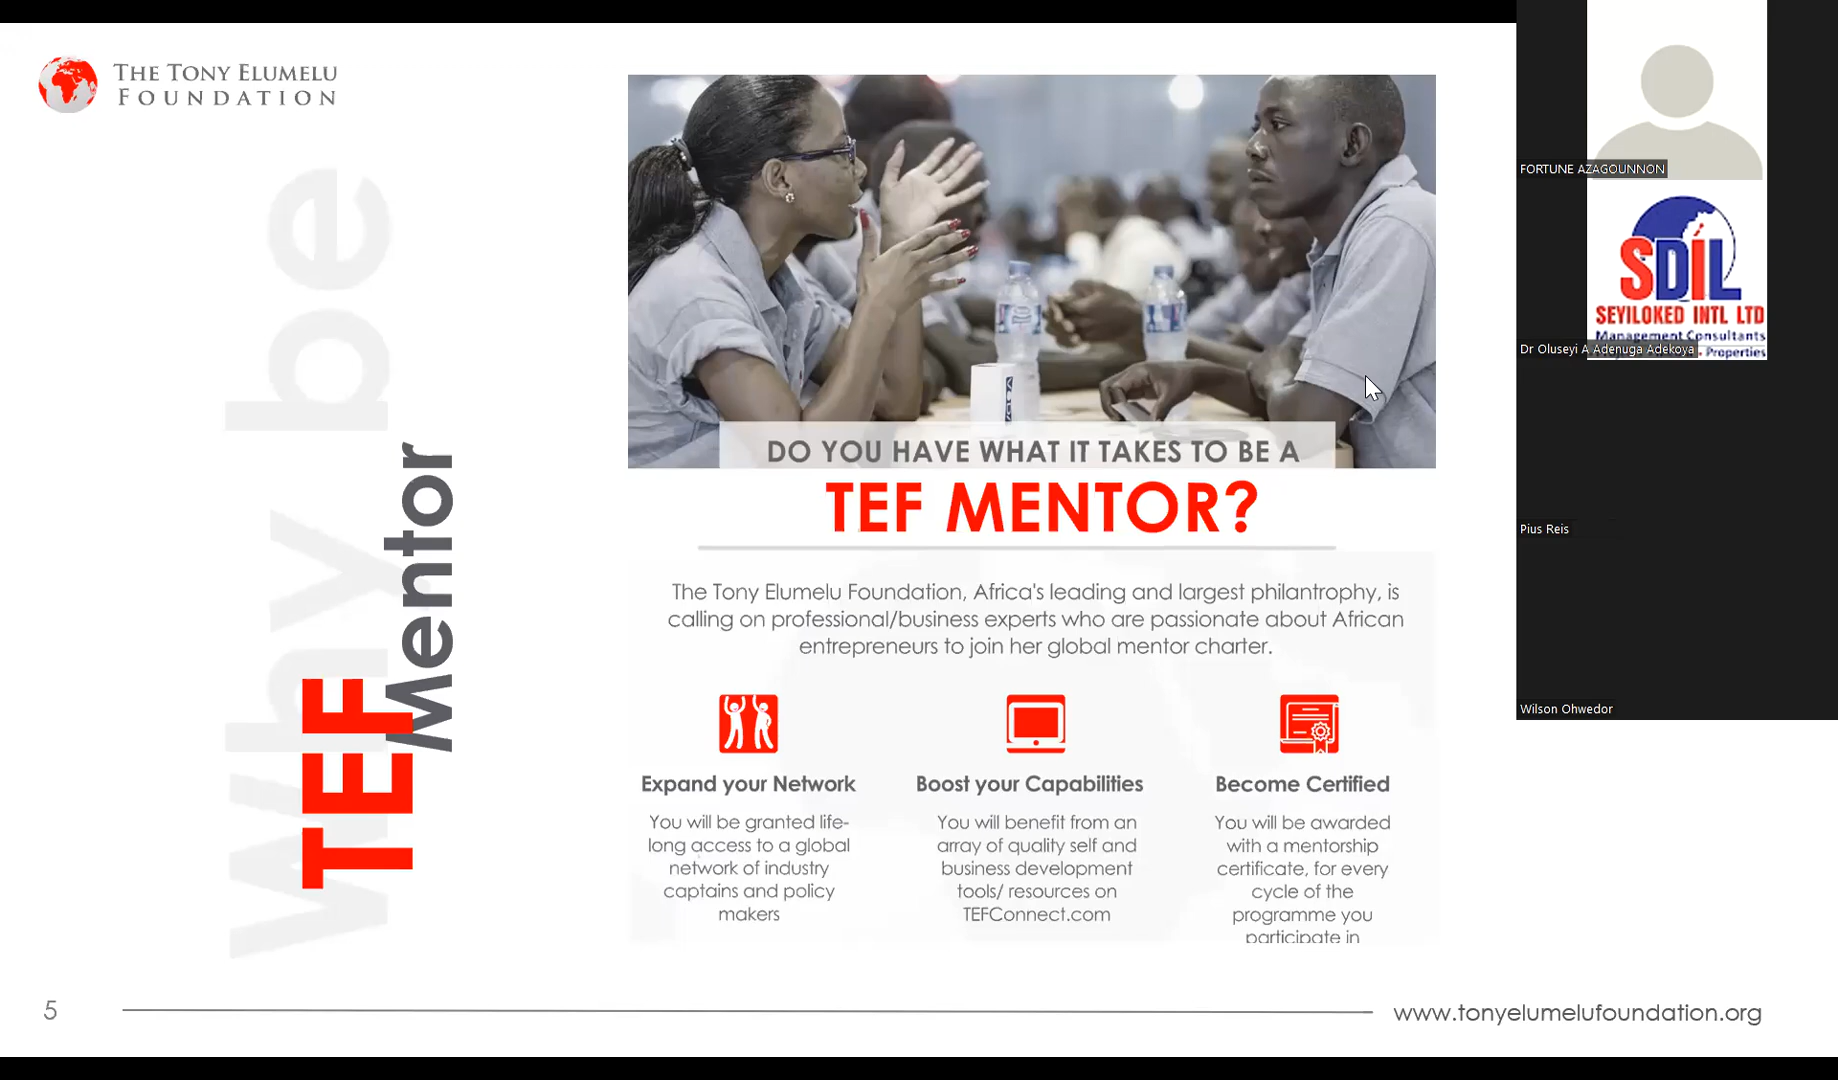 THE TONY ELUMELU
FOUNDATION
Why be
TEF
Mentor
DO YOU HAVE WHAT IT TAKES TO BE A
TEF MENTOR?
The Tony Elumelu Foundation, Africa's leading and largest philantrophy, is
calling on professional/business experts who are passionate about African
entrepreneurs to join her global mentor charter.
Expand your Network
You will be granted life-
long access to a global
network of industry
captains and policy
makers
Boost your Capabilities
You will benefit from an
array of quality self and
business development
tools/ resources on
TEFConnect.com
Become Certified
You will be awarded
with a mentorship
certificate, for every
cycle of the
programme you
participate in
5
www.tonyelumelufoundation.org
FORTUNE AZAGOUNNON
SDIL
SEYILOKED INTL LTD
Management Consultants
• Properties
Dr Oluseyi A Adenuga Adekoya
Pius Reis
Wilson Ohwedor